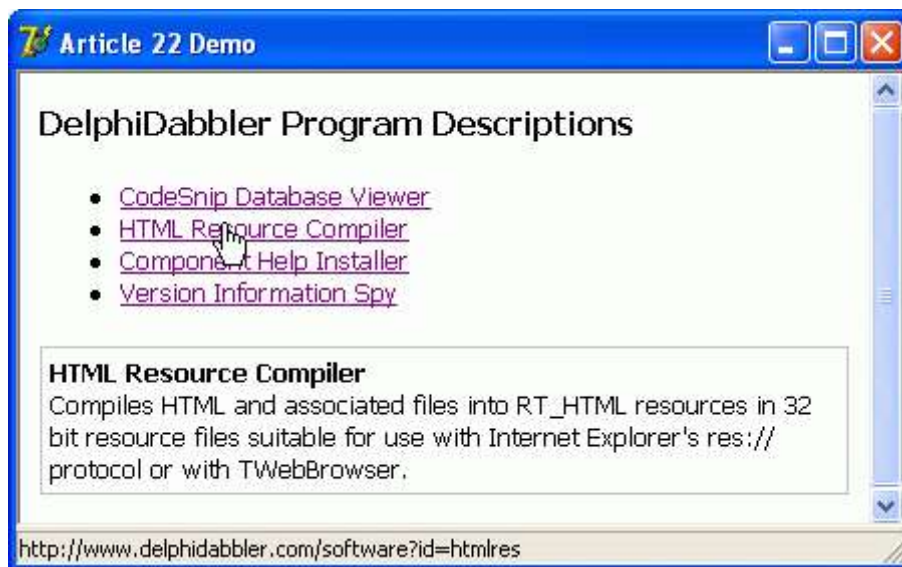 Article 22 Demo
DelphiDabbler Program Descriptions
CodeSnip Database Viewer
HTML Resource Compiler
Component Help Installer
Version Information Spy
HTML Resource Compiler
Compiles HTML and associated files into RT_HTML resources in 32
bit resource files suitable for use with Internet Explorer's res://
protocol or with TWebBrowser.
http://www.delphidabbler.com/software?id=htmlres